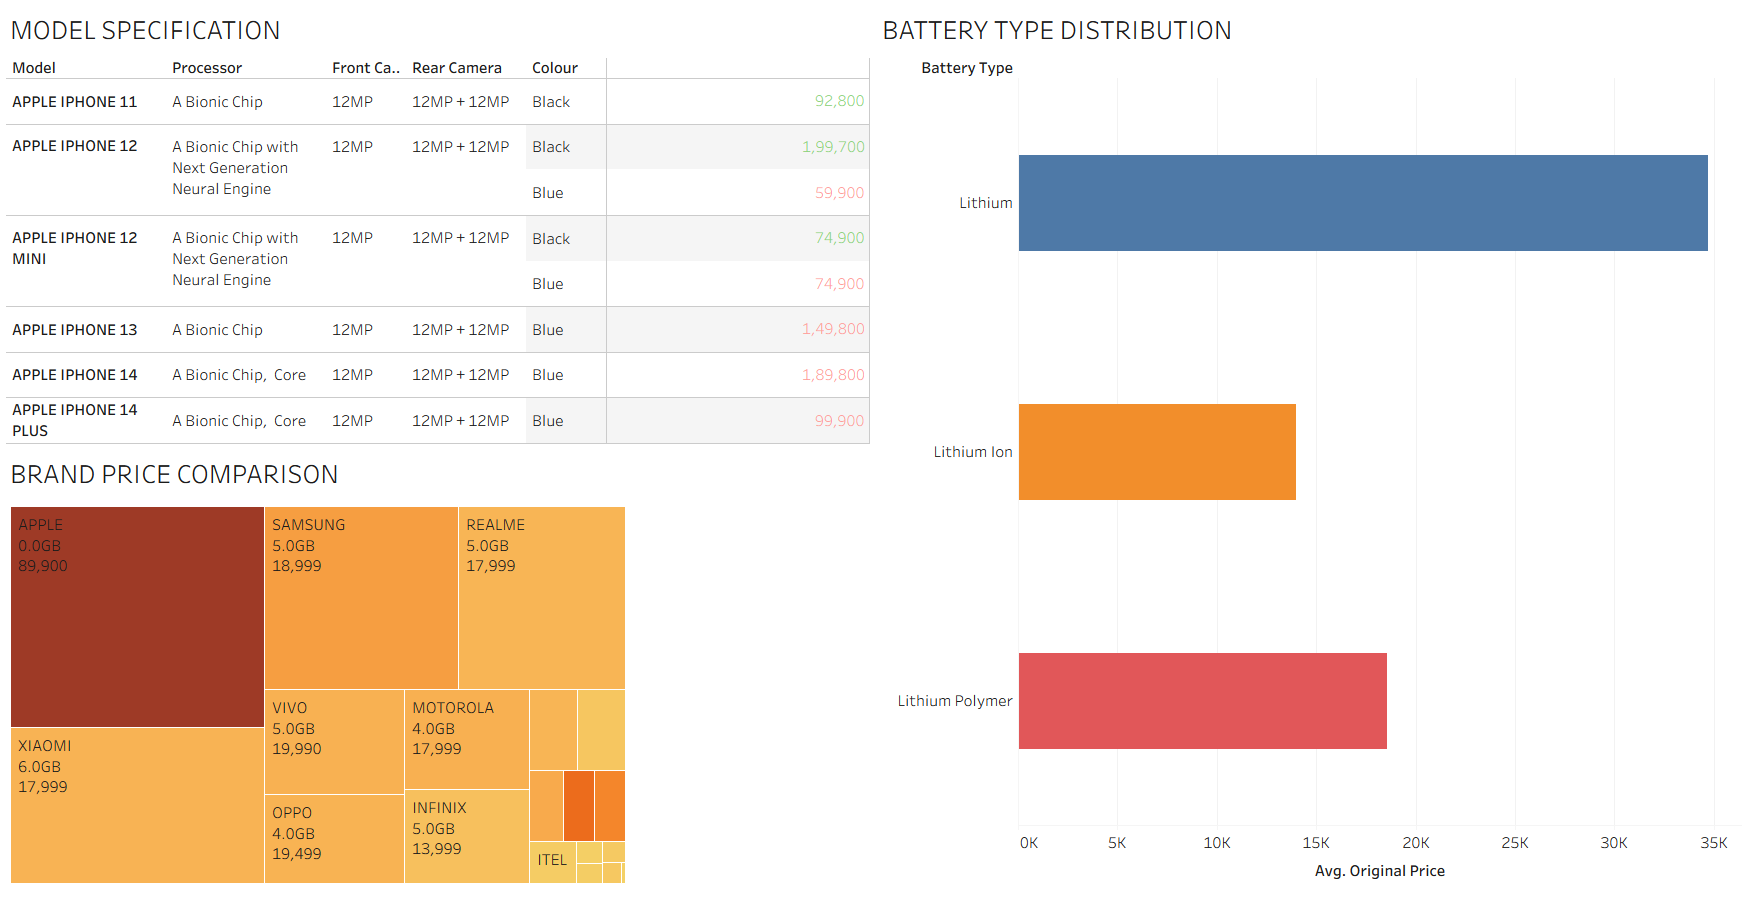 MODEL SPECIFICATION
Model Processor Front Ca.. Rear Camera Colour
APPLE IPHONE 11 A Bionic Chip 12MP 12MP + 12MP Black 92,800
APPLE IPHONE 12 A Bionic Chip with 12MP 12MP + 12MP Black 1,99,700
Next Generation
Neural Engine Blue 59,900
APPLE IPHONE 12 A Bionic Chip with 12MP 12MP + 12MP Black 74,900
MINI Next Generation
Neural Engine Blue 74,900
APPLE IPHONE 13 A Bionic Chip 12MP 12MP + 12MP Blue 1,49,800
APPLE IPHONE 14 A Bionic Chip, Core 12MP 12MP + 12MP Blue 1,89,800
APPLE IPHONE 14
PLUS A Bionic Chip, Core 12MP 12MP + 12MP Blue 99,900
BRAND PRICE COMPARISON
APPLE
0.0GB
89,900
XIAOMI
6.0GB
17,999
SAMSUNG
5.0GB
18,999
REALME
5.0GB
17,999
VIVO
5.0GB
19,990
OPPO
4.0GB
19,499
MOTOROLA
4.0GB
17,999
INFINIX
5.0GB
13,999
ITEL
BATTERY TYPE DISTRIBUTION
Battery Type
Lithium
Lithium Ion
Lithium Polymer
0K 5K 10K 15K 20K 25K 30K 35K
Avg. Original Price